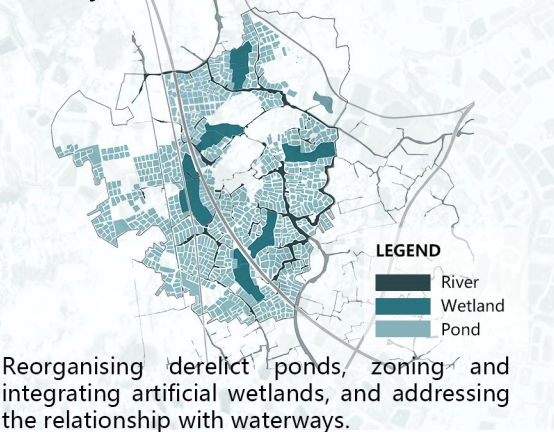 LEGEND
River
Wetland
Pond
Reorganising derelict ponds, zoning and
integrating artificial wetlands, and addressing
the relationship with waterways.